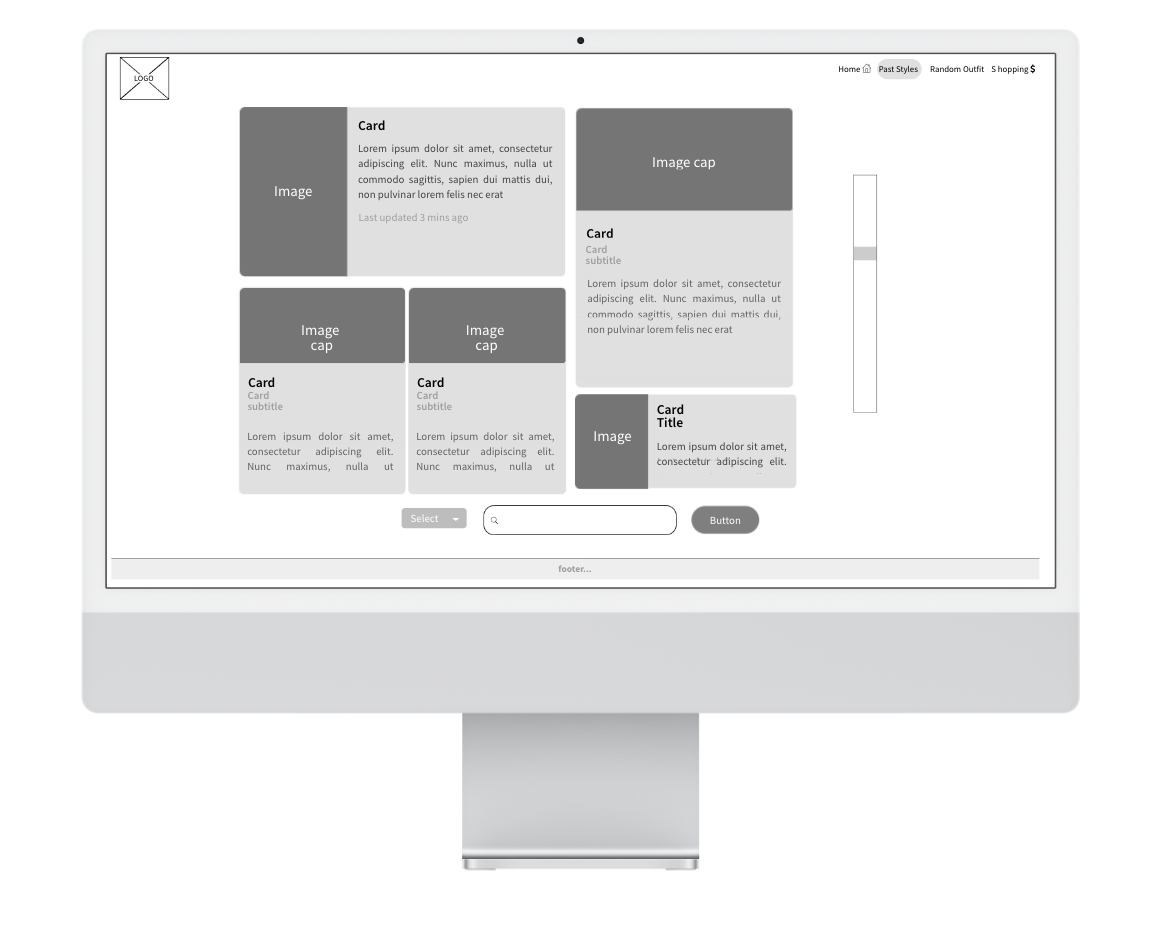 LOGO
Home Past Styles Random Outfit S hopping $
Image
Card
Lorem ipsum dolor sit amet, consectetur
adipiscing elit. Nunc maximus, nulla ut
commodo sagittis, sapien dui mattis dui,
non pulvinar lorem felis nec erat
Last updated 3 mins ago
Image cap
Card
Card
subtitle
Lorem ipsum dolor sit amet, consectetur
adipiscing elit. Nunc maximus, nulla ut
commodo sagittis, sapien dui mattis dui,
non pulvinar lorem felis nec erat
Image
cap
Card
Card
subtitle
Lorem ipsum dolor sit amet,
consectetur adipiscing elit.
Nunc maximus, nulla ut
Image
cap
Card
Card
subtitle
Lorem ipsum dolor sit amet,
consectetur adipiscing elit.
Nunc maximus, nulla ut
Image
Card
Title
Lorem ipsum dolor sit amet,
consectetur adipiscing elit.
Select
Button
footer...